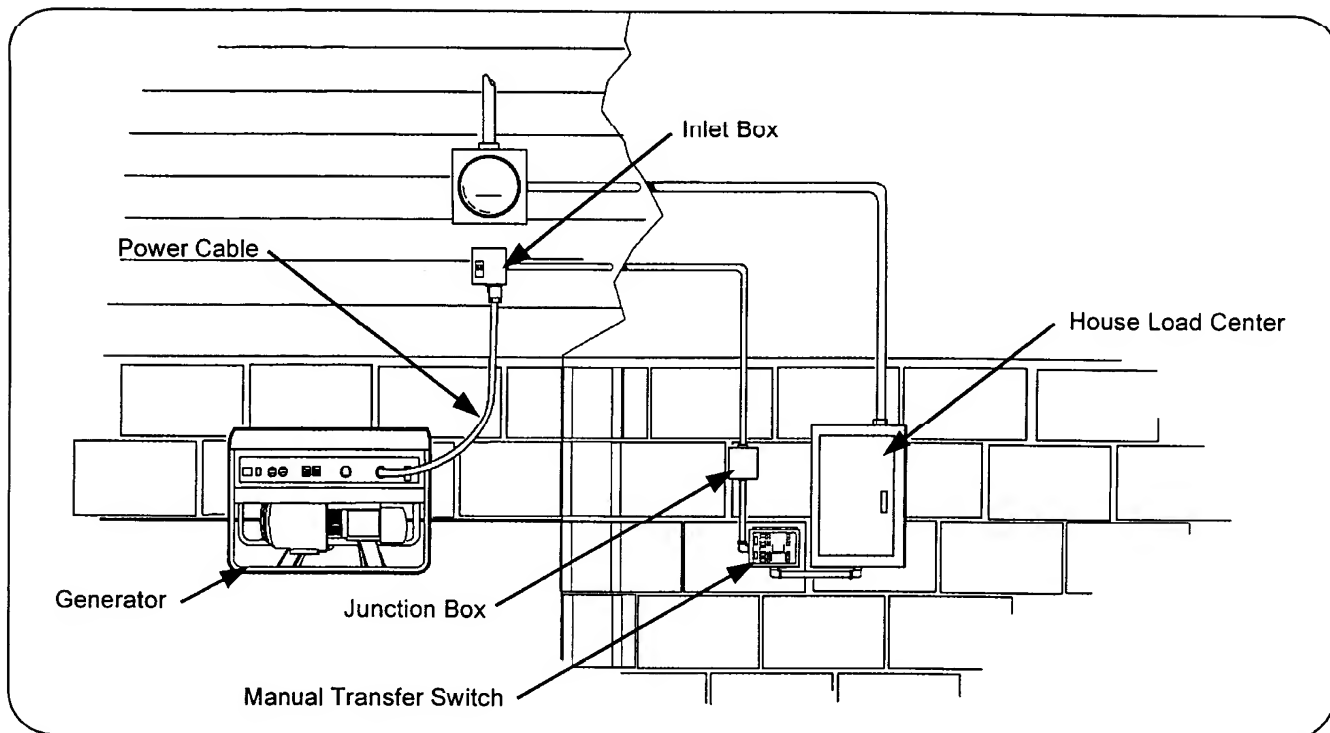 Inlet Box
Power Cable
House Load Center
Generator
Junction Box
Manual Transfer Switch